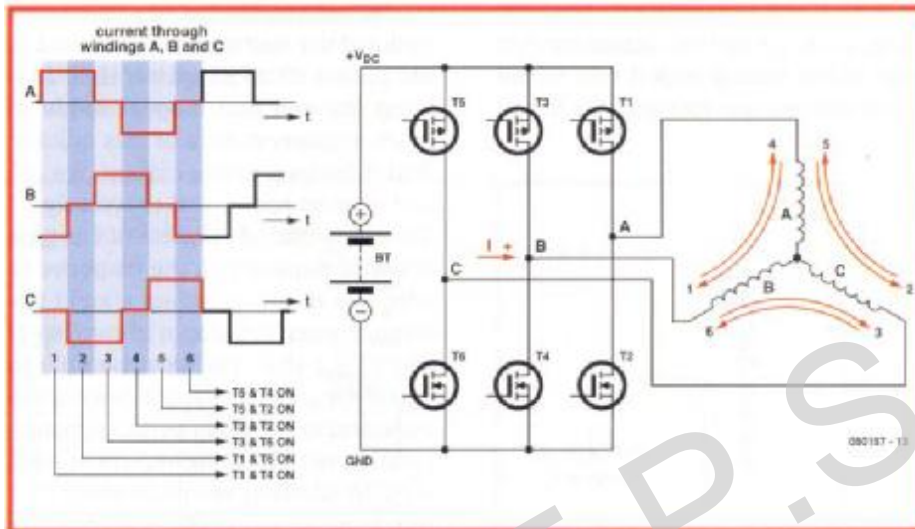 current through
windings A, B and C
A
t
B
t
C
t
1 2 3 4 5 6
T5 & T4 ON
T5 & T2 ON
T3 & T2 ON
T3 & T6 ON
T1 & T6 ON
T1 & T4 ON
+VDC
T5
T3
T1
BT
I +
A
B
C
T6
T4
T2
GND
4
5
A
B
C
1
2
6
3
080157 - 13
T.D.S